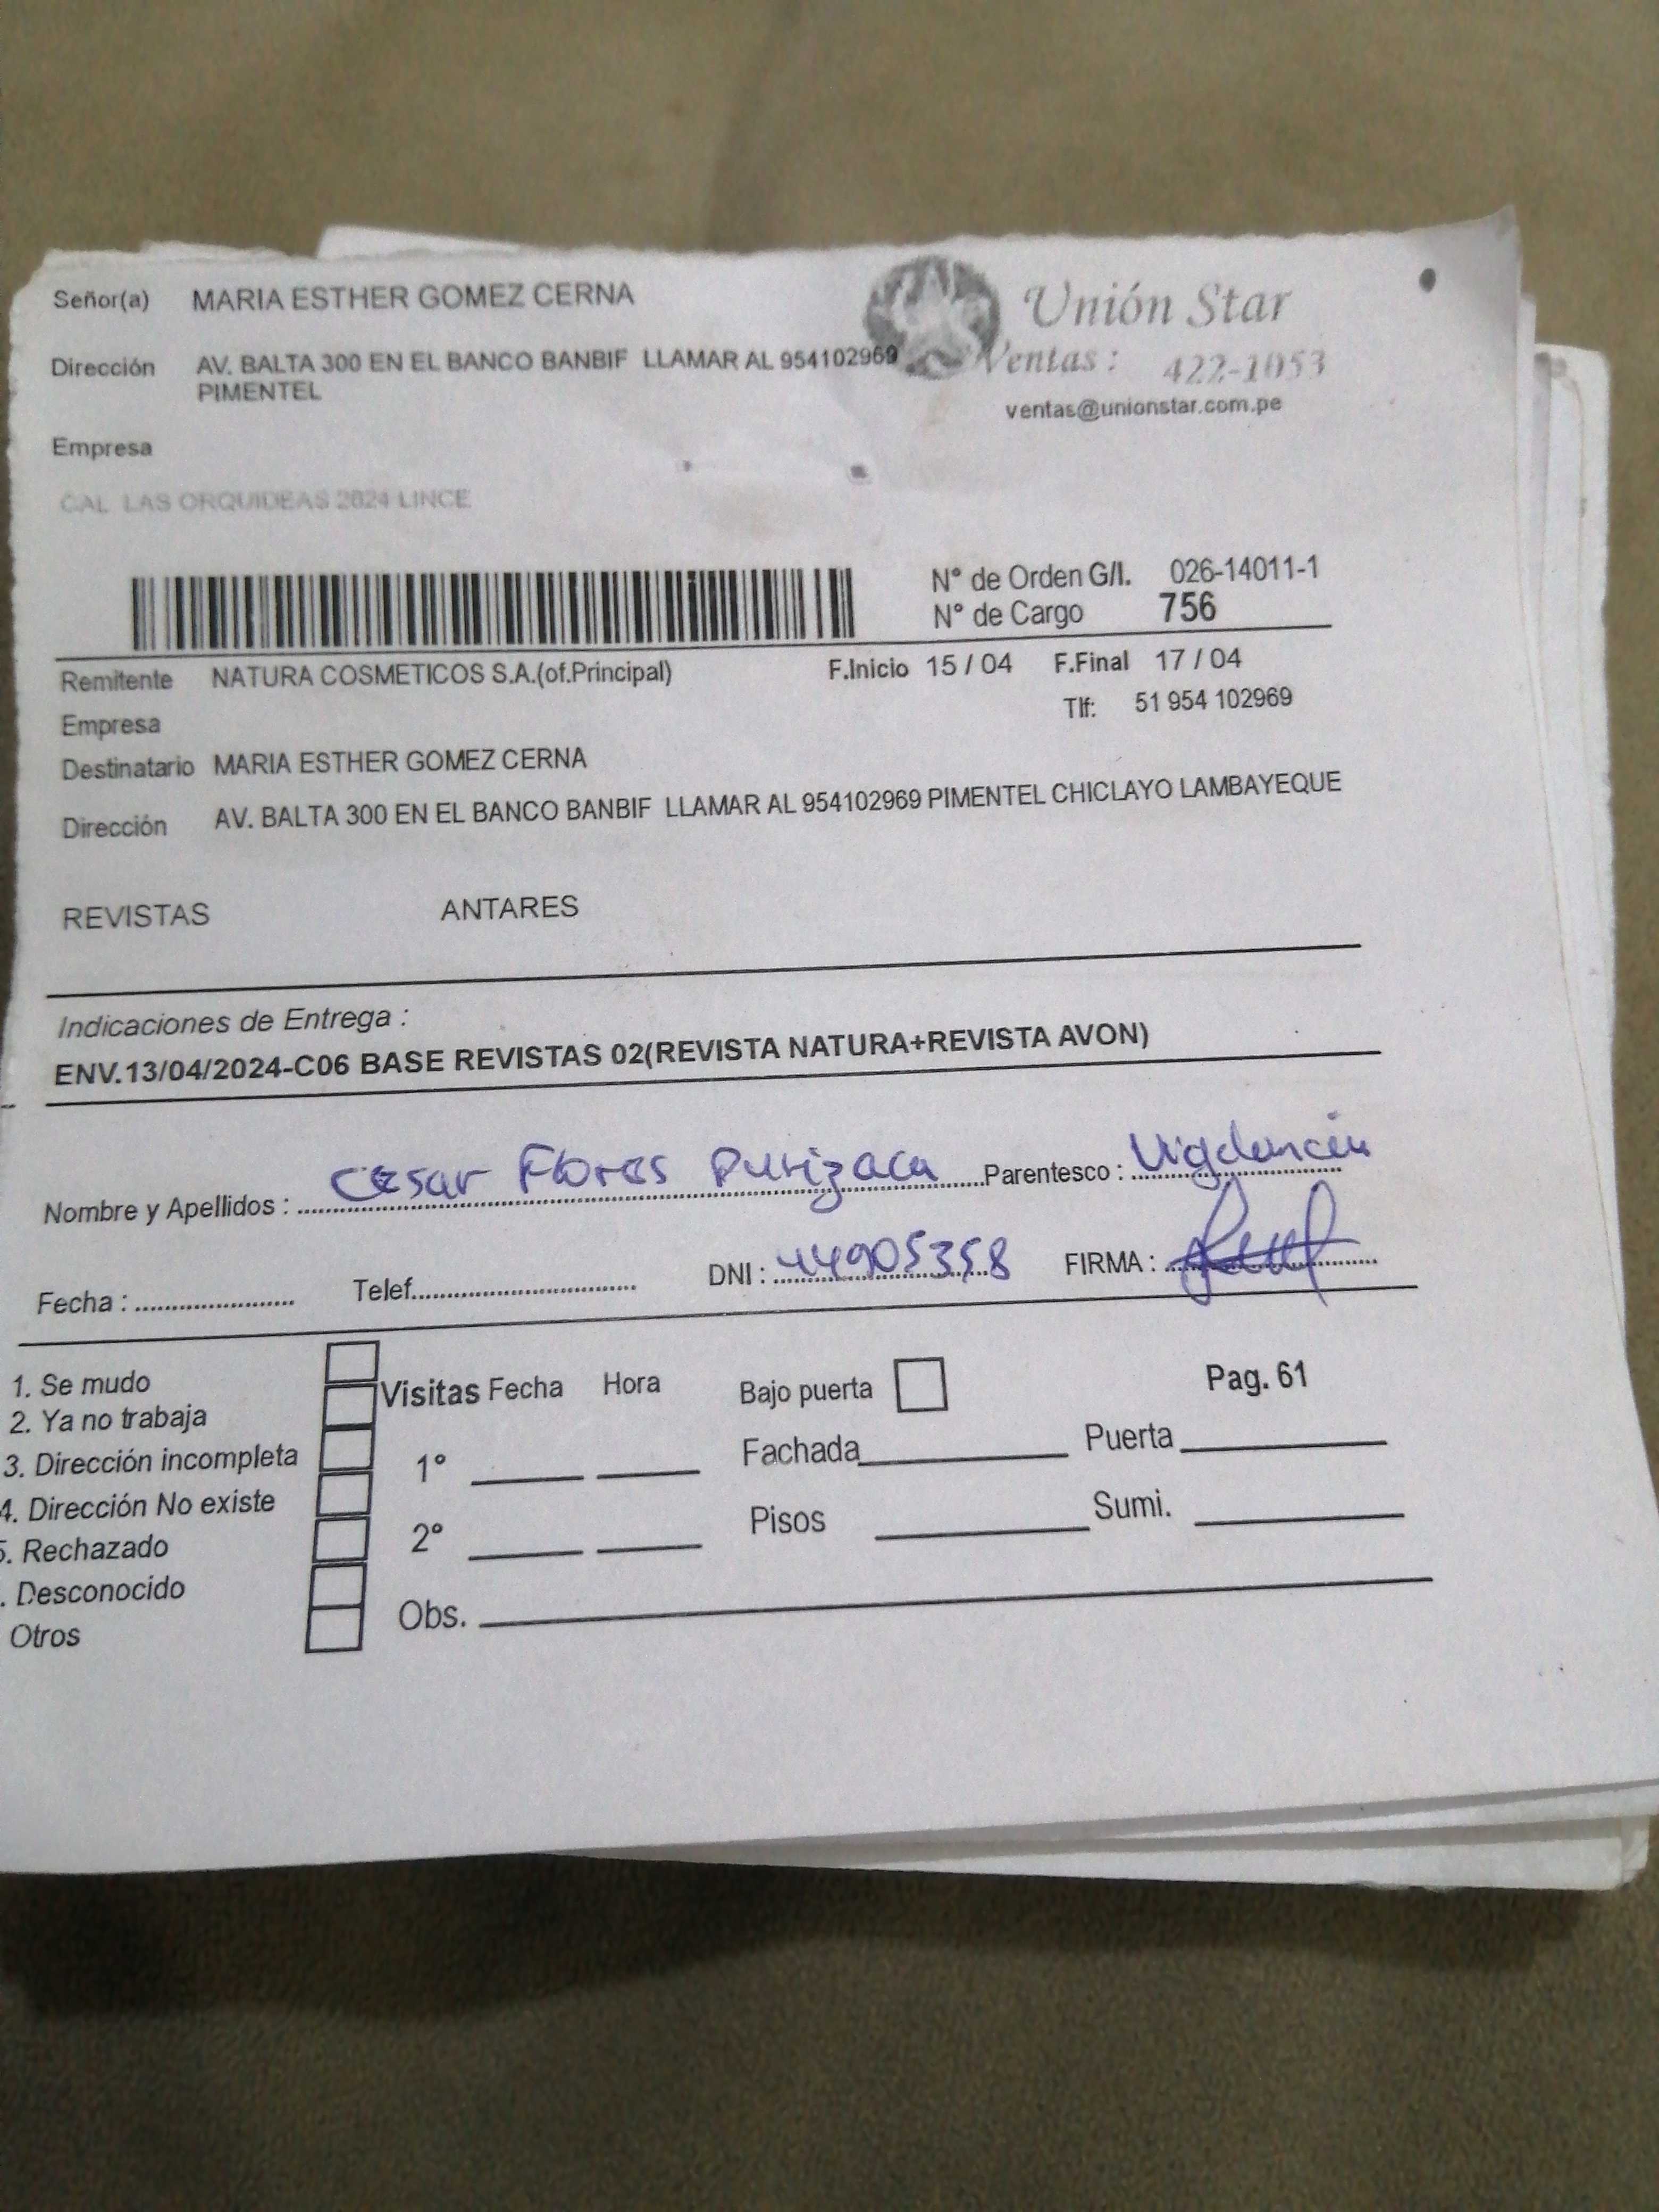 Señor(a) MARIA ESTHER GOMEZ CERNA
Unión Star
Dirección AV. BALTA 300 EN EL BANCO BANBIF LLAMAR AL 954102969
PIMENTEL
Ventas : 422-1053
ventas@unionstar.com.pe
Empresa
CAL LAS ORQUIDEAS 2624 LINCE
N° de Orden G/I. 026-14011-1
N° de Cargo 756
Remitente NATURA COSMETICOS S.A.(of.Principal) F.Inicio 15 / 04 F.Final 17 / 04
Empresa Tlf: 51 954 102969
Destinatario MARIA ESTHER GOMEZ CERNA
Dirección AV. BALTA 300 EN EL BANCO BANBIF LLAMAR AL 954102969 PIMENTEL CHICLAYO LAMBAYEQUE
REVISTAS ANTARES
Indicaciones de Entrega :
ENV.13/04/2024-C06 BASE REVISTAS 02(REVISTA NATURA+REVISTA AVON)
Nombre y Apellidos : Cesar Flores Purizaca Parentesco :
Fecha : Telef. DNI : 44905358 FIRMA :
1. Se mudo
2. Ya no trabaja
3. Dirección incompleta
4. Dirección No existe
5. Rechazado
. Desconocido
Otros
Visitas Fecha Hora
1°
2°
Obs.
Bajo puerta Pag. 61
Fachada Puerta
Pisos Sumi.